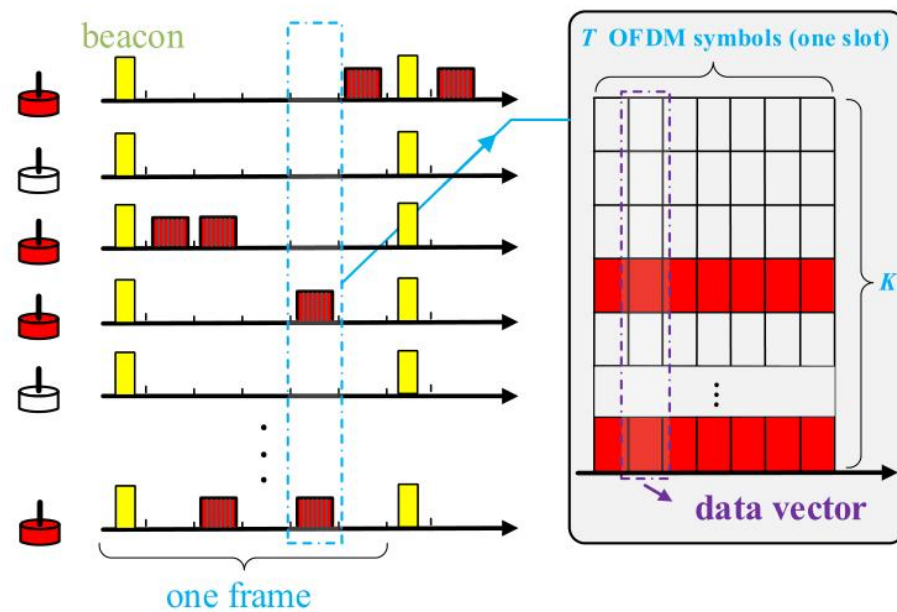 beacon
T OFDM symbols (one slot)
K
data vector
one frame